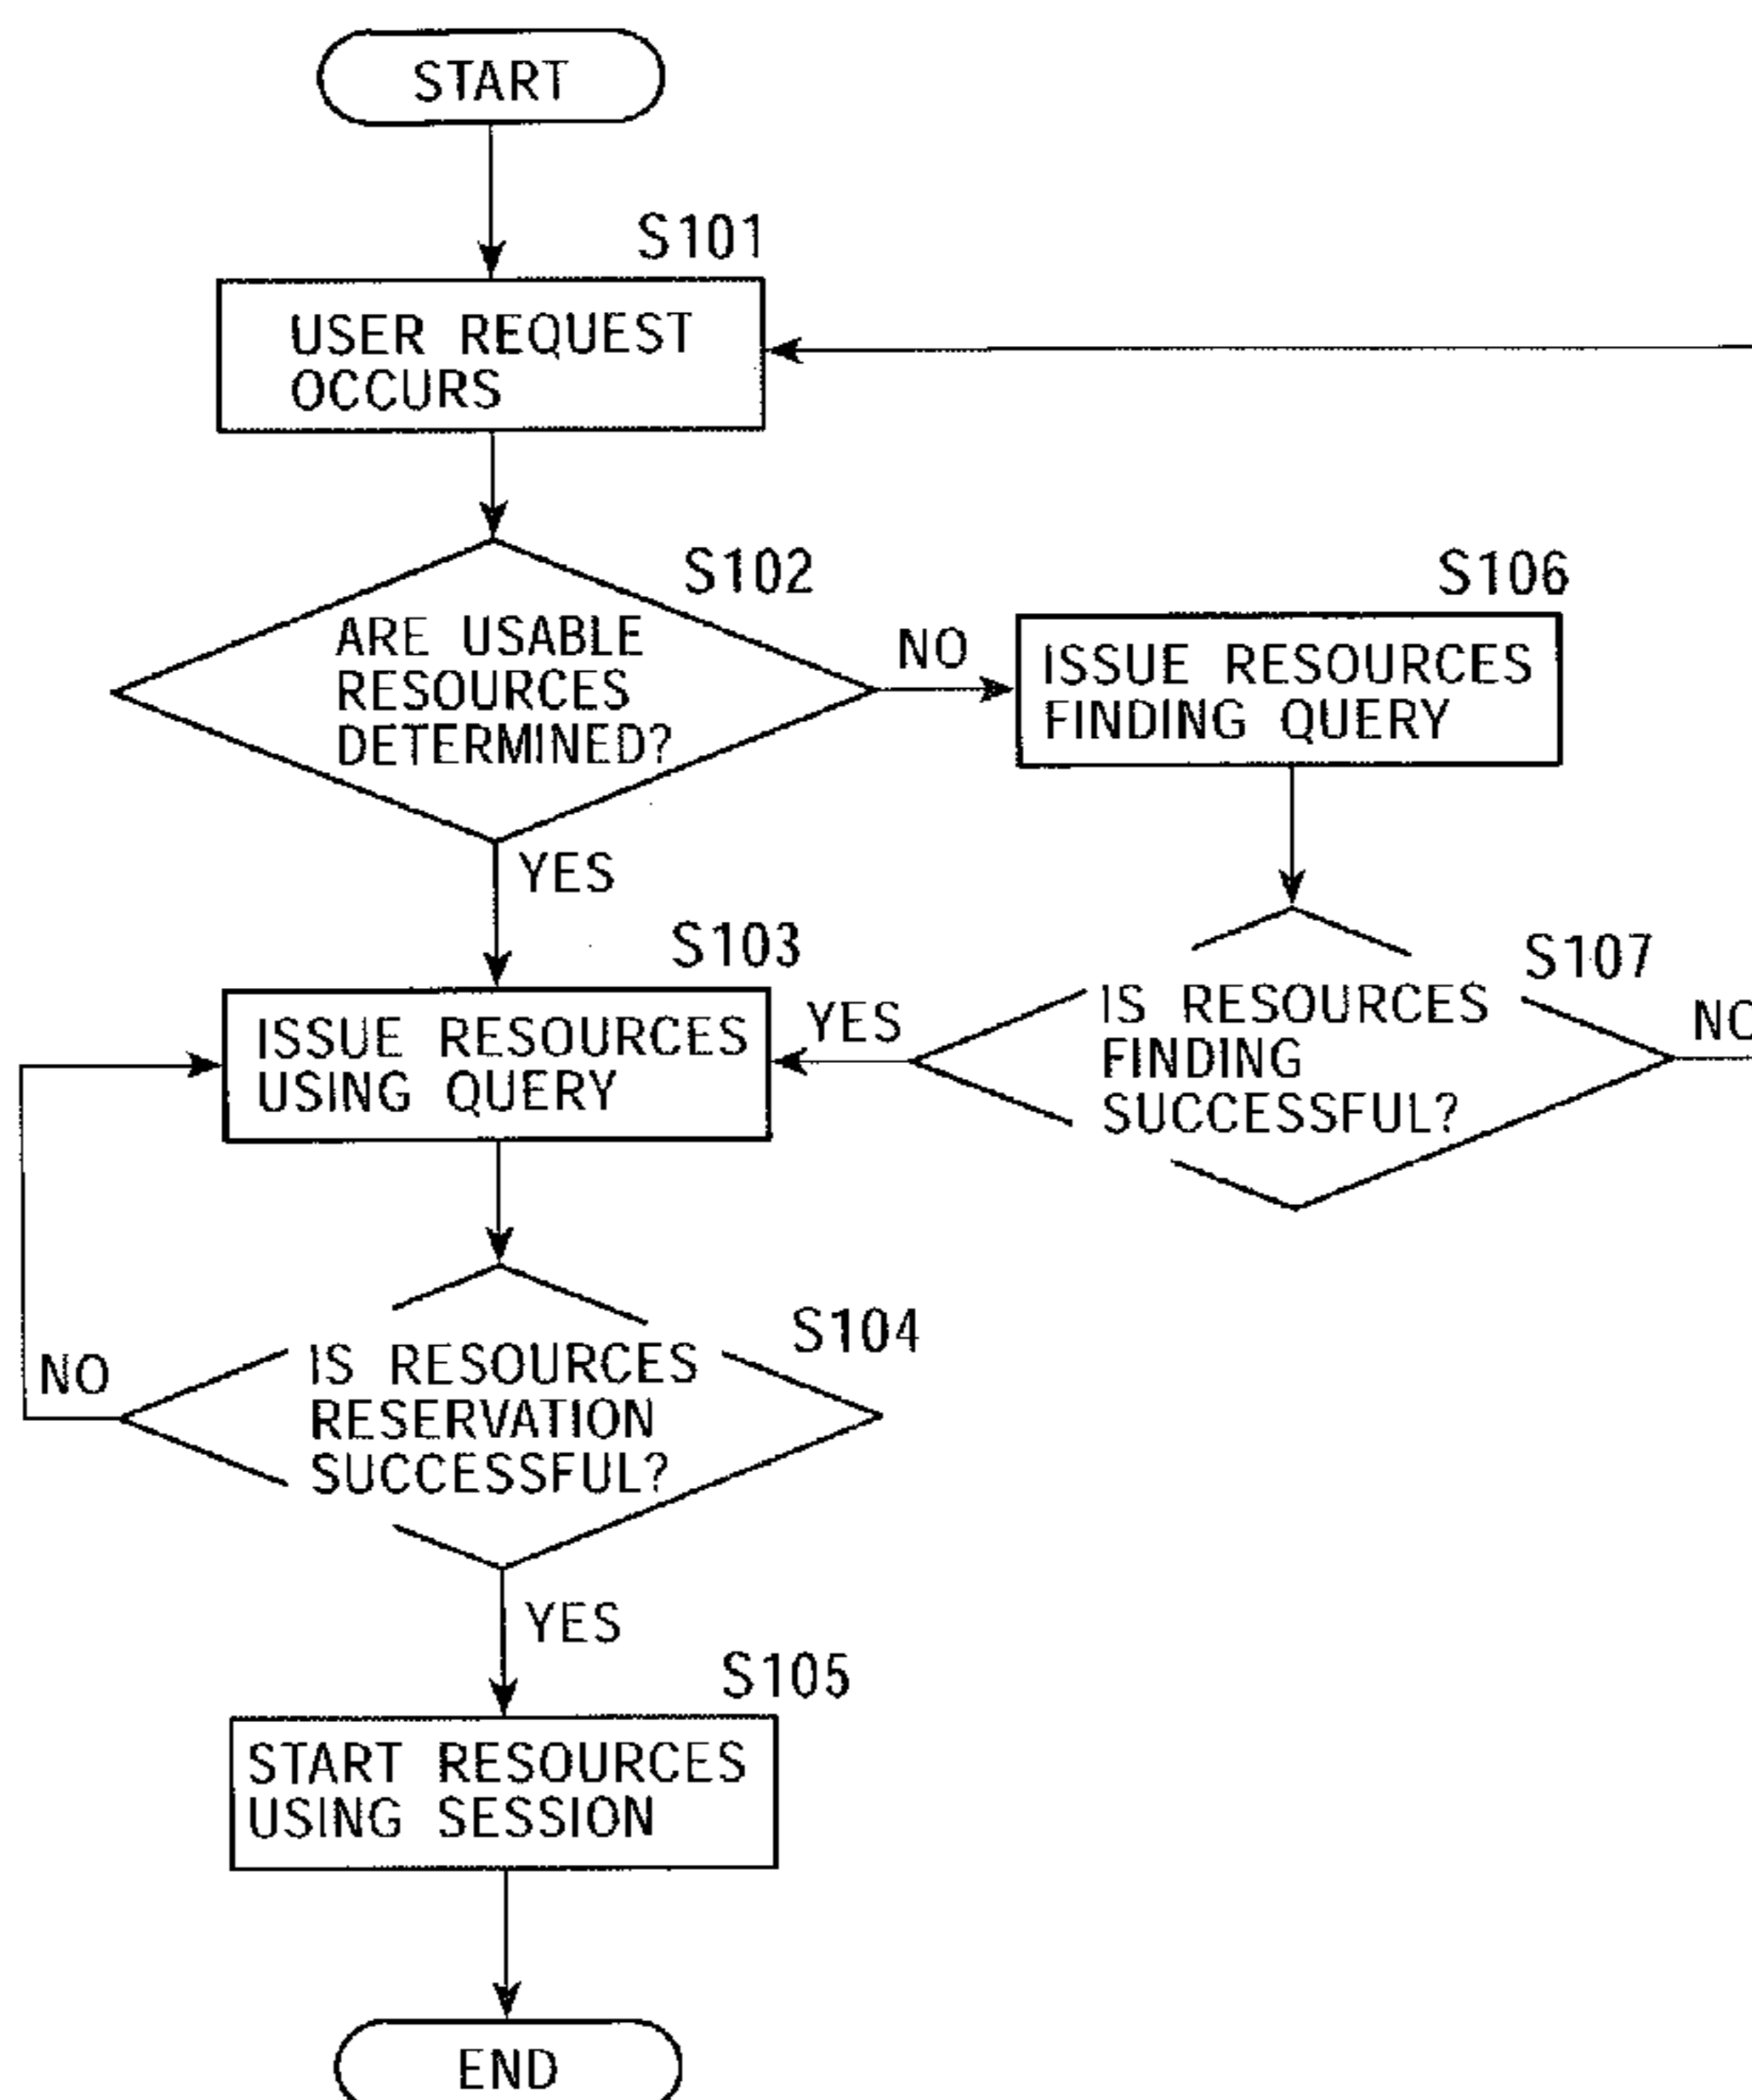 START
S101
USER REQUEST
OCCURS
S102
ARE USABLE
RESOURCES
DETERMINED?
NO
S106
ISSUE RESOURCES
FINDING QUERY
YES
S103
ISSUE RESOURCES
USING QUERY
YES
S107
IS RESOURCES
FINDING
SUCCESSFUL?
NO
S104
IS RESOURCES
RESERVATION
SUCCESSFUL?
NO
YES
S105
START RESOURCES
USING SESSION
END